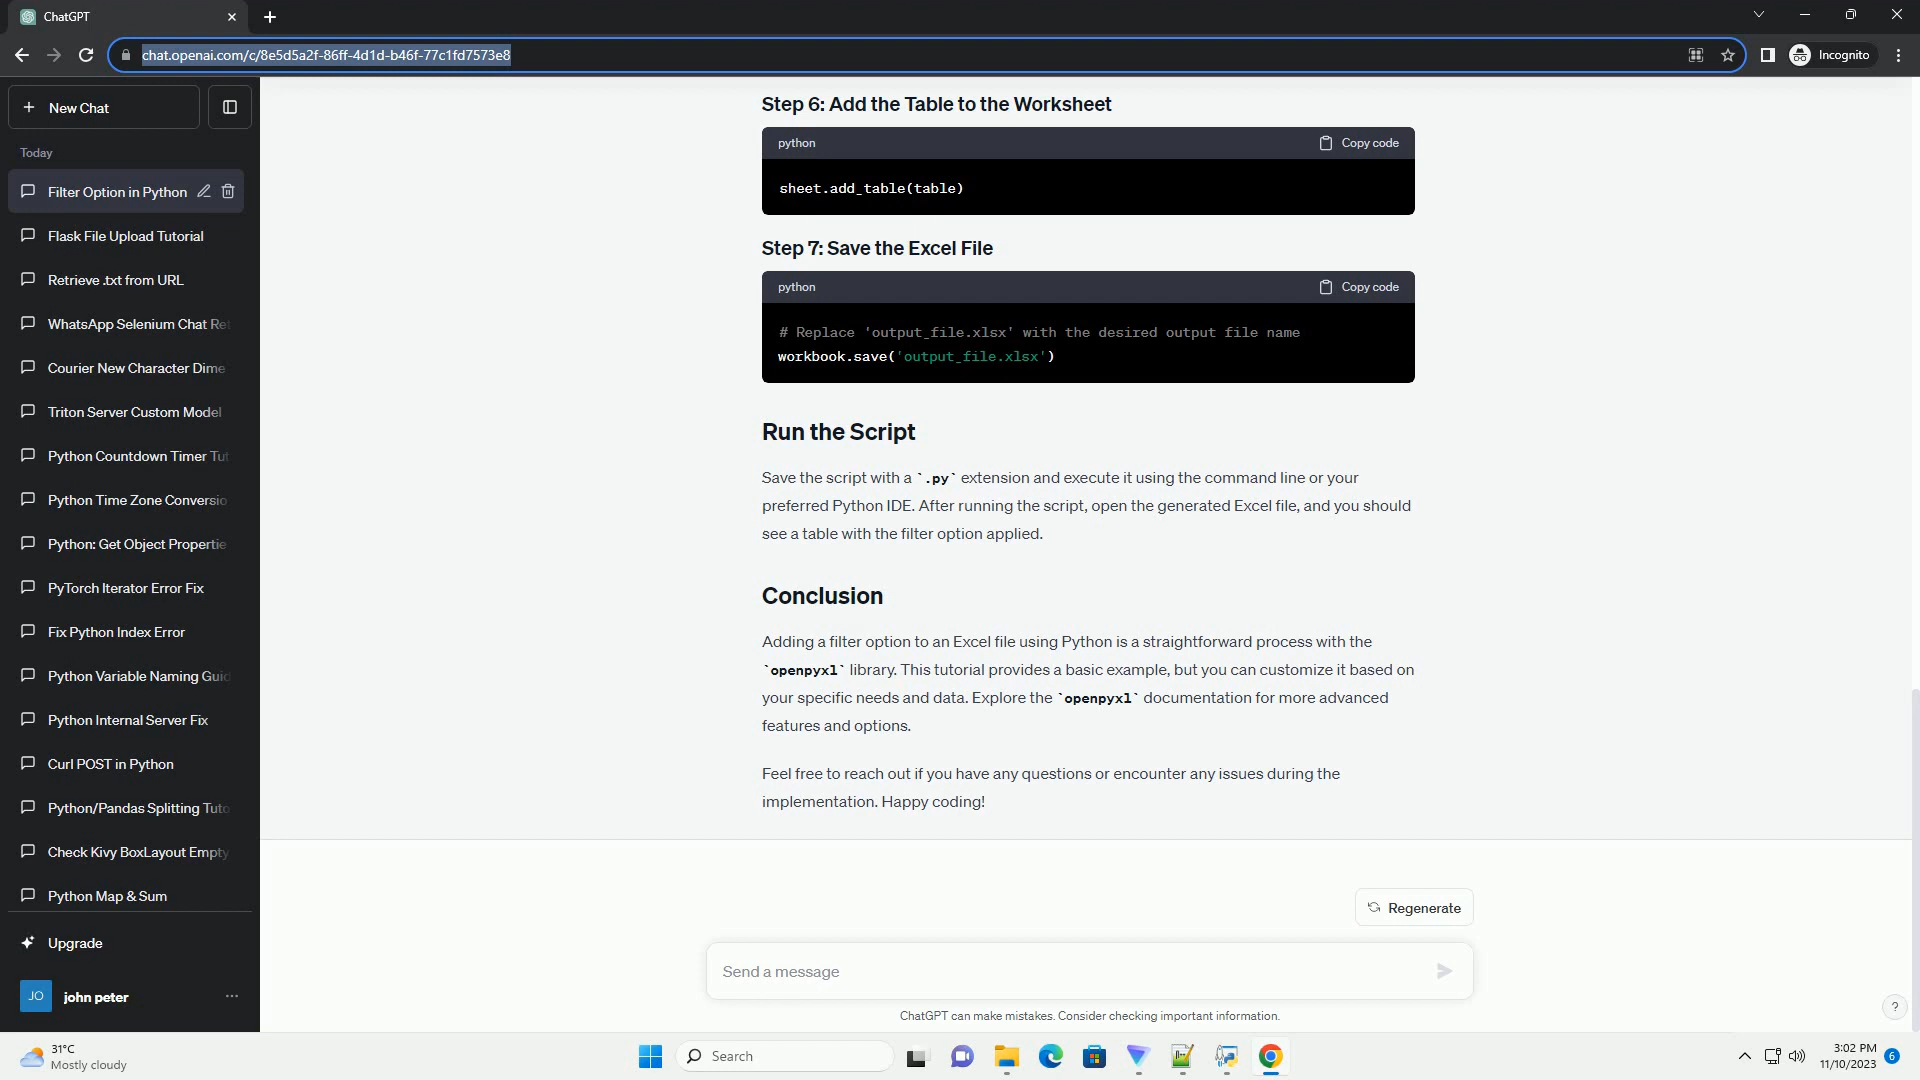 ChatGPT
chat.openai.com/c/8e5d5a2f-86ff-4d1d-b46f-77c1fd7573e8
Incognito
New Chat
Today
Filter Option in Python
Flask File Upload Tutorial
Retrieve .txt from URL
WhatsApp Selenium Chat Ret
Courier New Character Dime
Triton Server Custom Model
Python Countdown Timer Tut
Python Time Zone Conversio
Python: Get Object Propertie
PyTorch Iterator Error Fix
Fix Python Index Error
Python Variable Naming Guid
Python Internal Server Fix
Curl POST in Python
Python/Pandas Splitting Tuto
Check Kivy BoxLayout Empty
Python Map & Sum
Upgrade
JO john peter
Step 6: Add the Table to the Worksheet
python Copy code
sheet.add_table(table)
Step 7: Save the Excel File
python Copy code
# Replace 'output_file.xlsx' with the desired output file name
workbook.save('output_file.xlsx')
Run the Script
Save the script with a `.py` extension and execute it using the command line or your
preferred Python IDE. After running the script, open the generated Excel file, and you should
see a table with the filter option applied.
Conclusion
Adding a filter option to an Excel file using Python is a straightforward process with the
`openpyxl` library. This tutorial provides a basic example, but you can customize it based on
your specific needs and data. Explore the `openpyxl` documentation for more advanced
features and options.
Feel free to reach out if you have any questions or encounter any issues during the
implementation. Happy coding!
Regenerate
Send a message
ChatGPT can make mistakes. Consider checking important information.
?
31°C
Mostly cloudy
Search
3:02 PM
11/10/2023
6